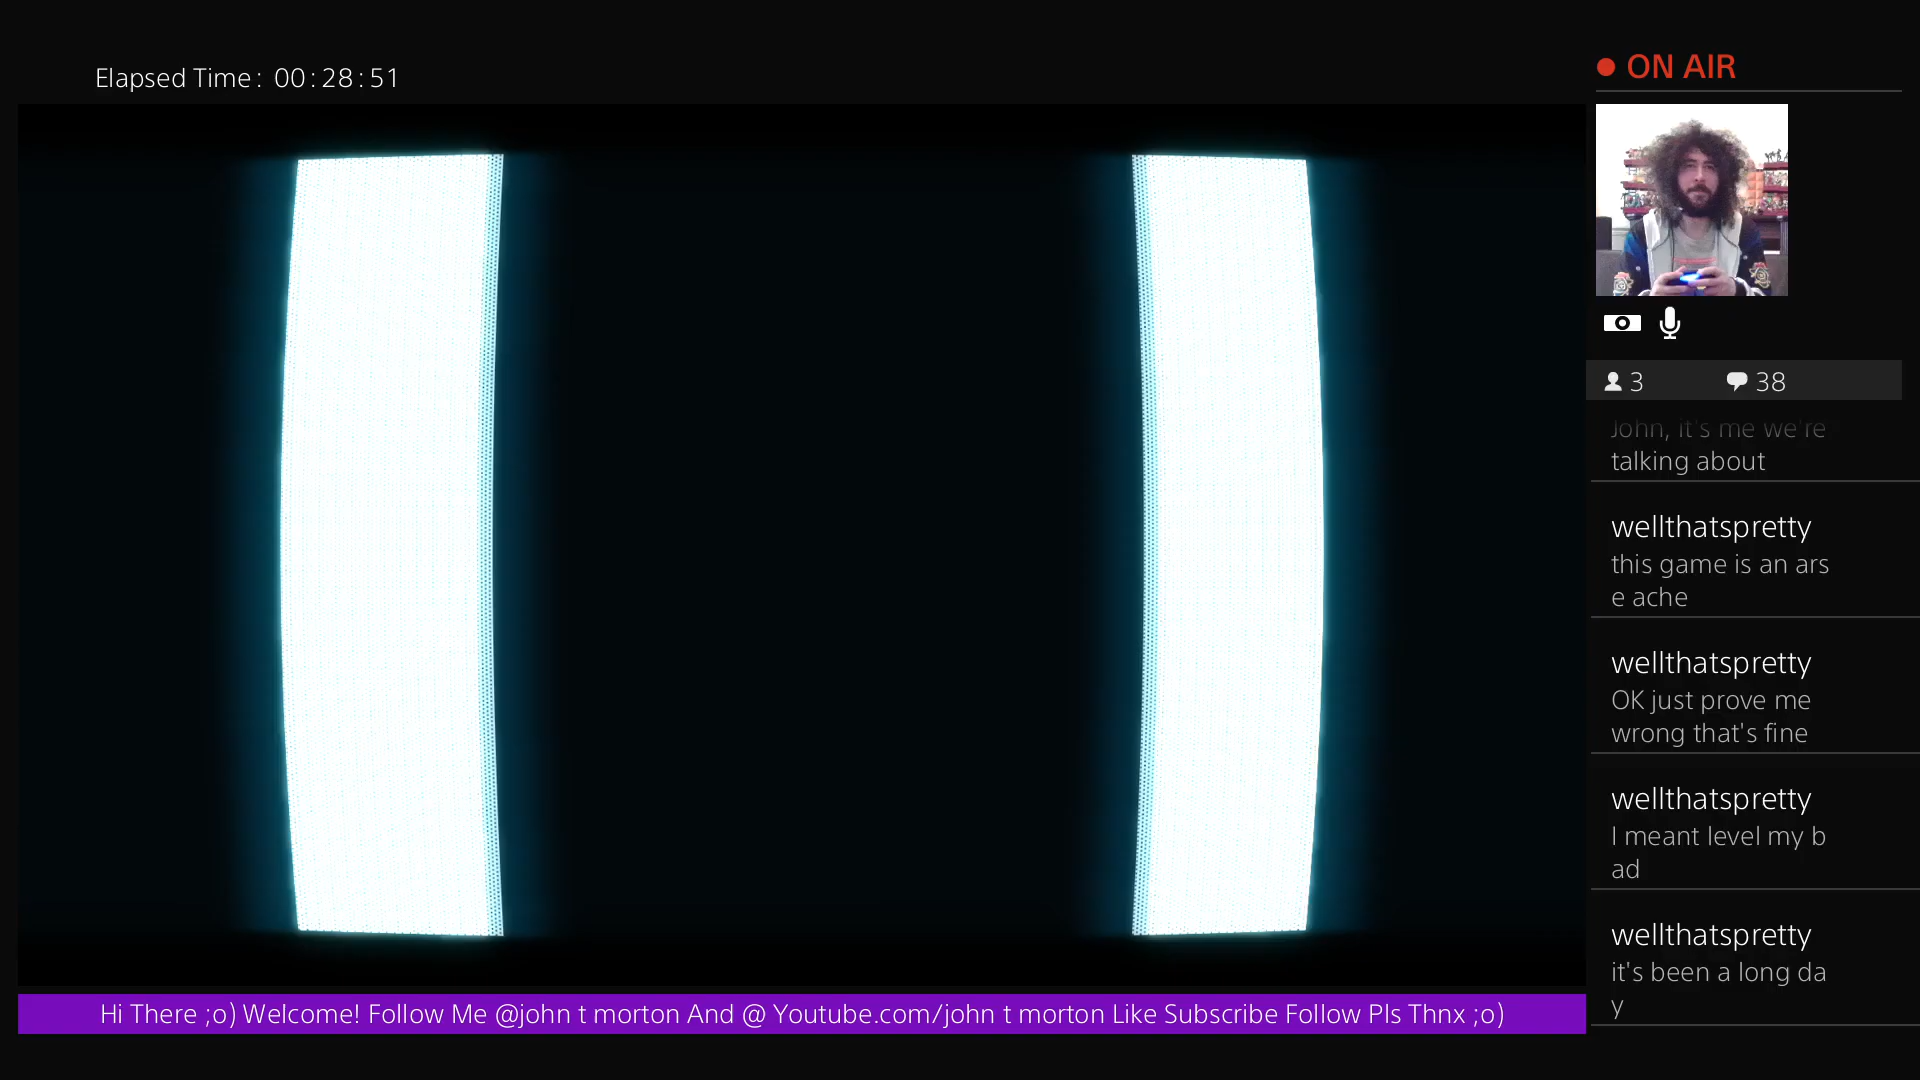 Elapsed Time: 00:28:51
ON AIR
3
38
John, it's me we're
talking about
wellthatspretty
this game is an ars
e ache
wellthatspretty
OK just prove me
wrong that's fine
wellthatspretty
I meant level my b
ad
wellthatspretty
it's been a long da
y
Hi There ;o) Welcome! Follow Me @john t morton And @ Youtube.com/john t morton Like Subscribe Follow Pls Thnx ;o)